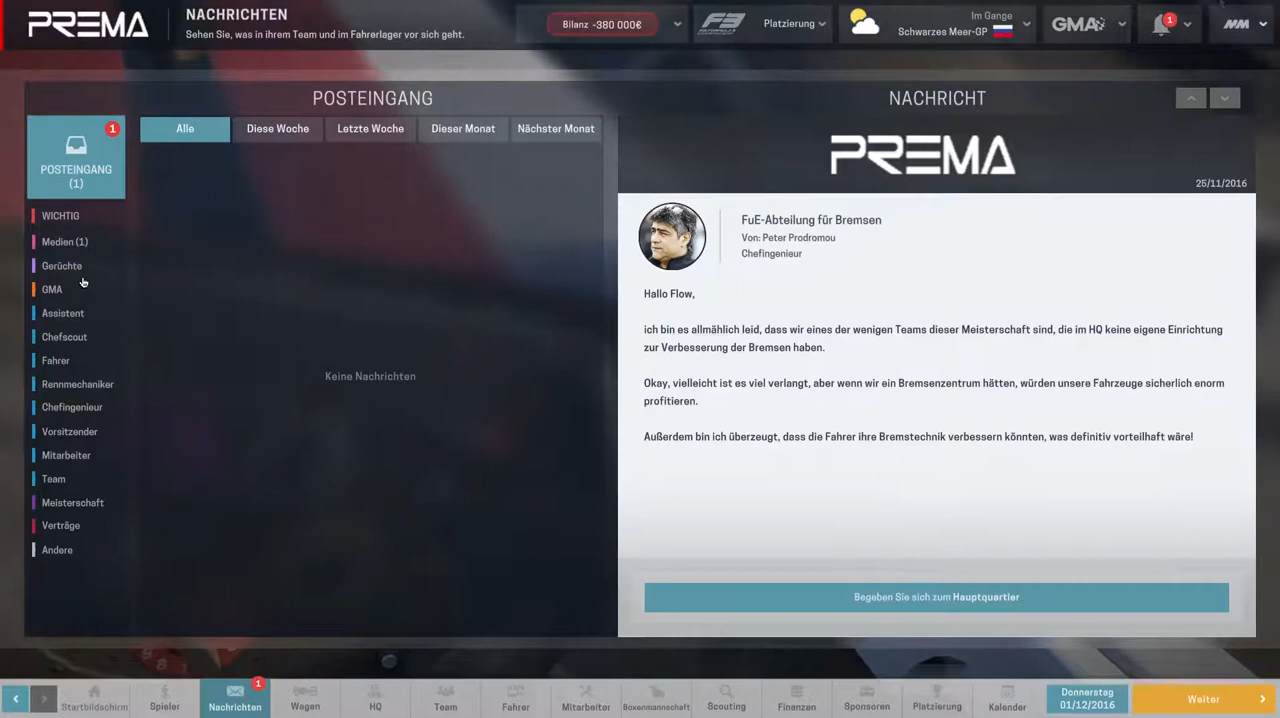 PREMA
NACHRICHTEN
Sehen Sie, was in ihrem Team und im Fahrerlager vor sich geht.
Bilanz -380 000€
F3
Platzierung
Im Gange
Schwarzes Meer-GP
GMA
1
POSTEINGANG
NACHRICHT
1
POSTEINGANG
(1)
Alle
Diese Woche
Letzte Woche
Dieser Monat
Nächster Monat
PREMA
25/11/2016
WICHTIG
Medien (1)
Gerüchte
GMA
Assistent
Chefscout
Fahrer
Rennmechaniker
Chefingenieur
Vorsitzender
Mitarbeiter
Team
Meisterschaft
Verträge
Andere
Keine Nachrichten
FuE-Abteilung für Bremsen
Von: Peter Prodromou
Chefingenieur
Hallo Flow,
ich bin es allmählich leid, dass wir eines der wenigen Teams dieser Meisterschaft sind, die im HQ keine eigene Einrichtung
zur Verbesserung der Bremsen haben.
Okay, vielleicht ist es viel verlangt, aber wenn wir ein Bremsenzentrum hätten, würden unsere Fahrzeuge sicherlich enorm
profitieren.
Außerdem bin ich überzeugt, dass die Fahrer ihre Bremstechnik verbessern könnten, was definitiv vorteilhaft wäre!
Begeben Sie sich zum Hauptquartier
Startbildschirm
Spieler
1
Nachrichten
Wagen
HQ
Team
Fahrer
Mitarbeiter
Boxenmannschaft
Scouting
Finanzen
Sponsoren
Platzierung
Kalender
Donnerstag
01/12/2016
Weiter